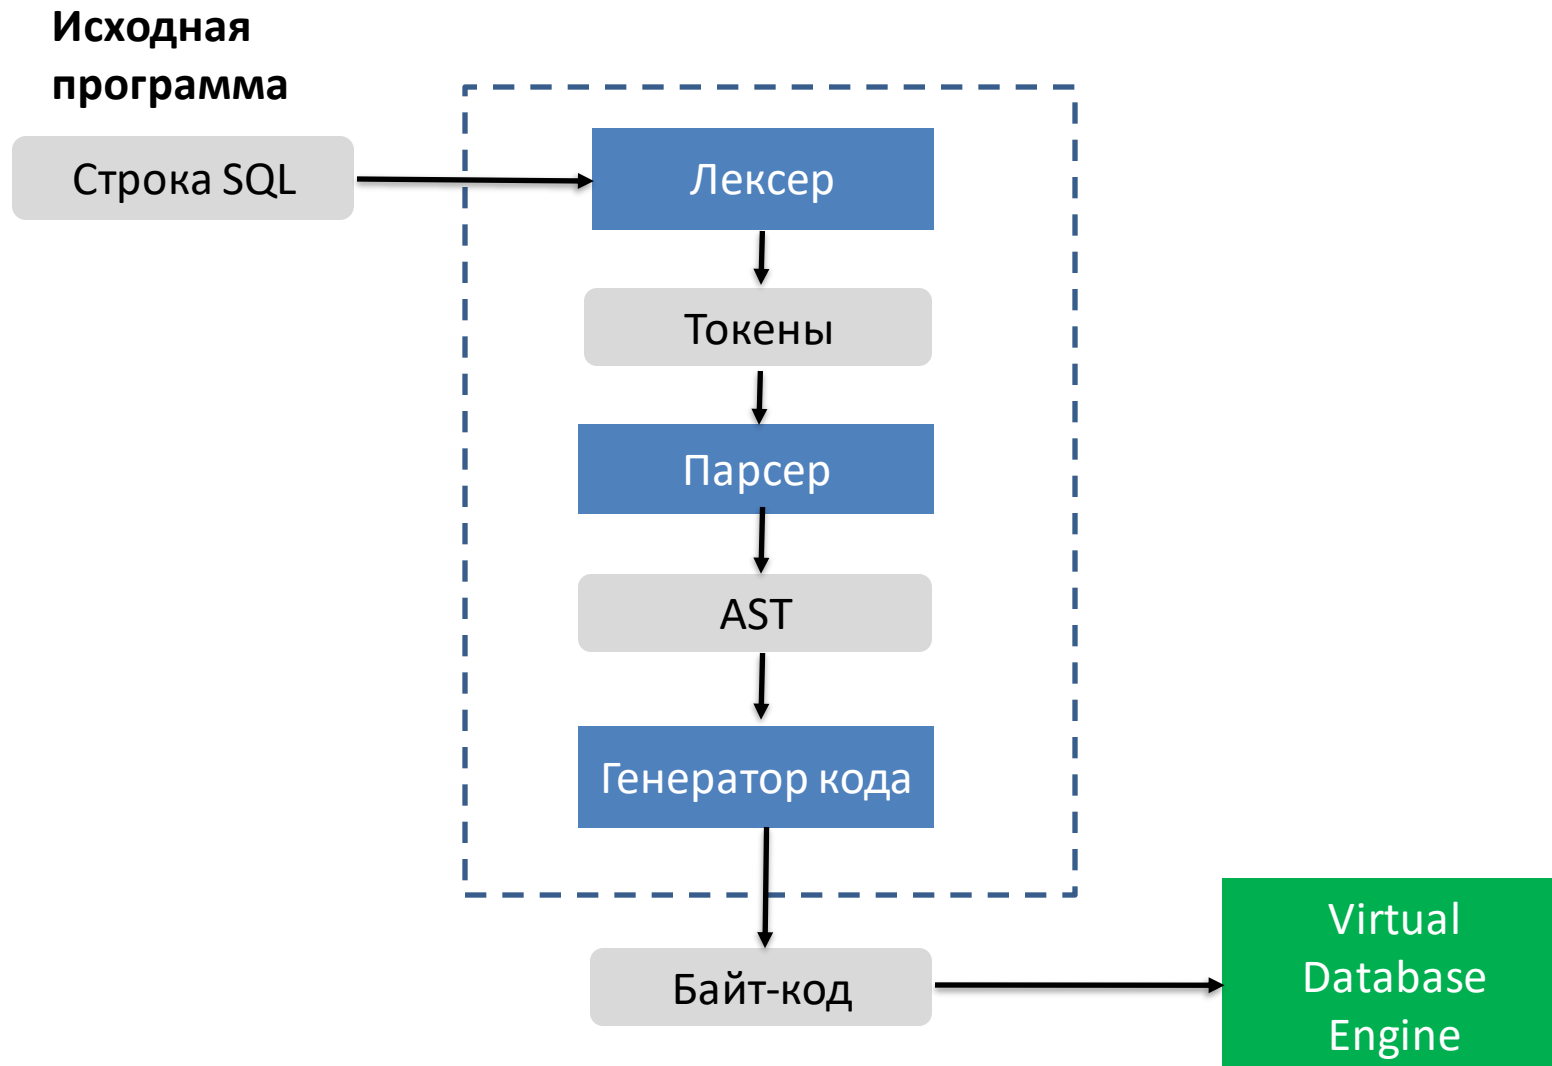 Исходная
программа
Строка SQL
Лексер
Токены
Парсер
AST
Генератор кода
Байт-код
Virtual
Database
Engine